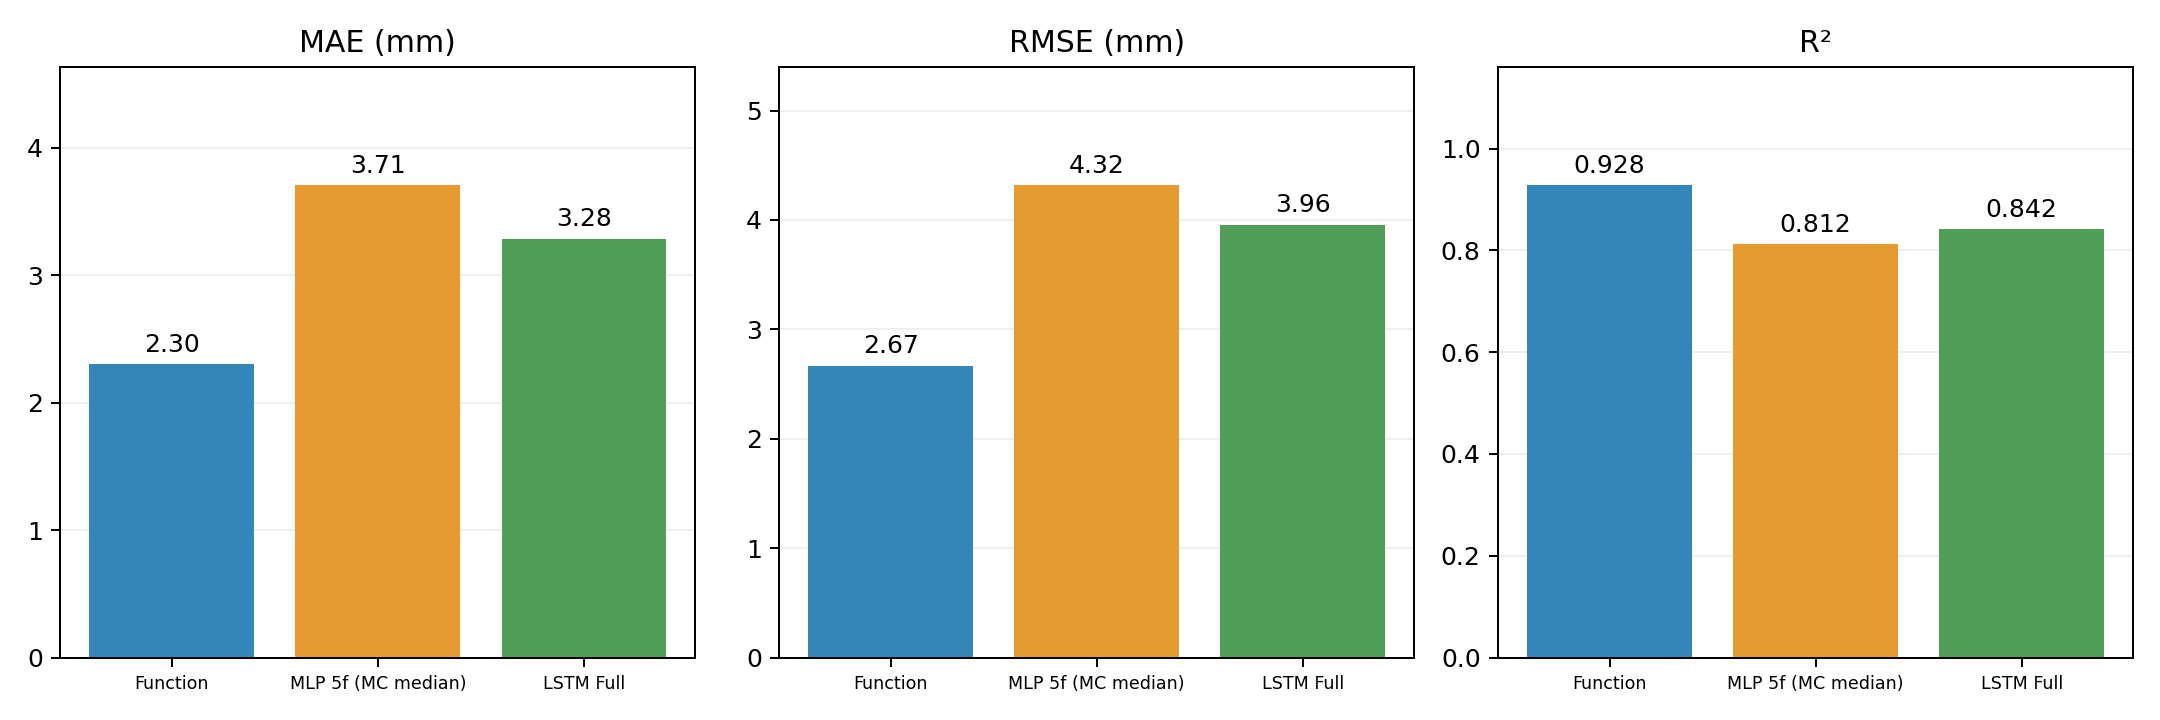 MAE (mm)
4
3
2
1
0
2.30
3.71
3.28
Function
MLP 5f (MC median)
LSTM Full
RMSE (mm)
5
4
3
2
1
0
2.67
4.32
3.96
Function
MLP 5f (MC median)
LSTM Full
R²
1.0
0.8
0.6
0.4
0.2
0.0
0.928
0.812
0.842
Function
MLP 5f (MC median)
LSTM Full